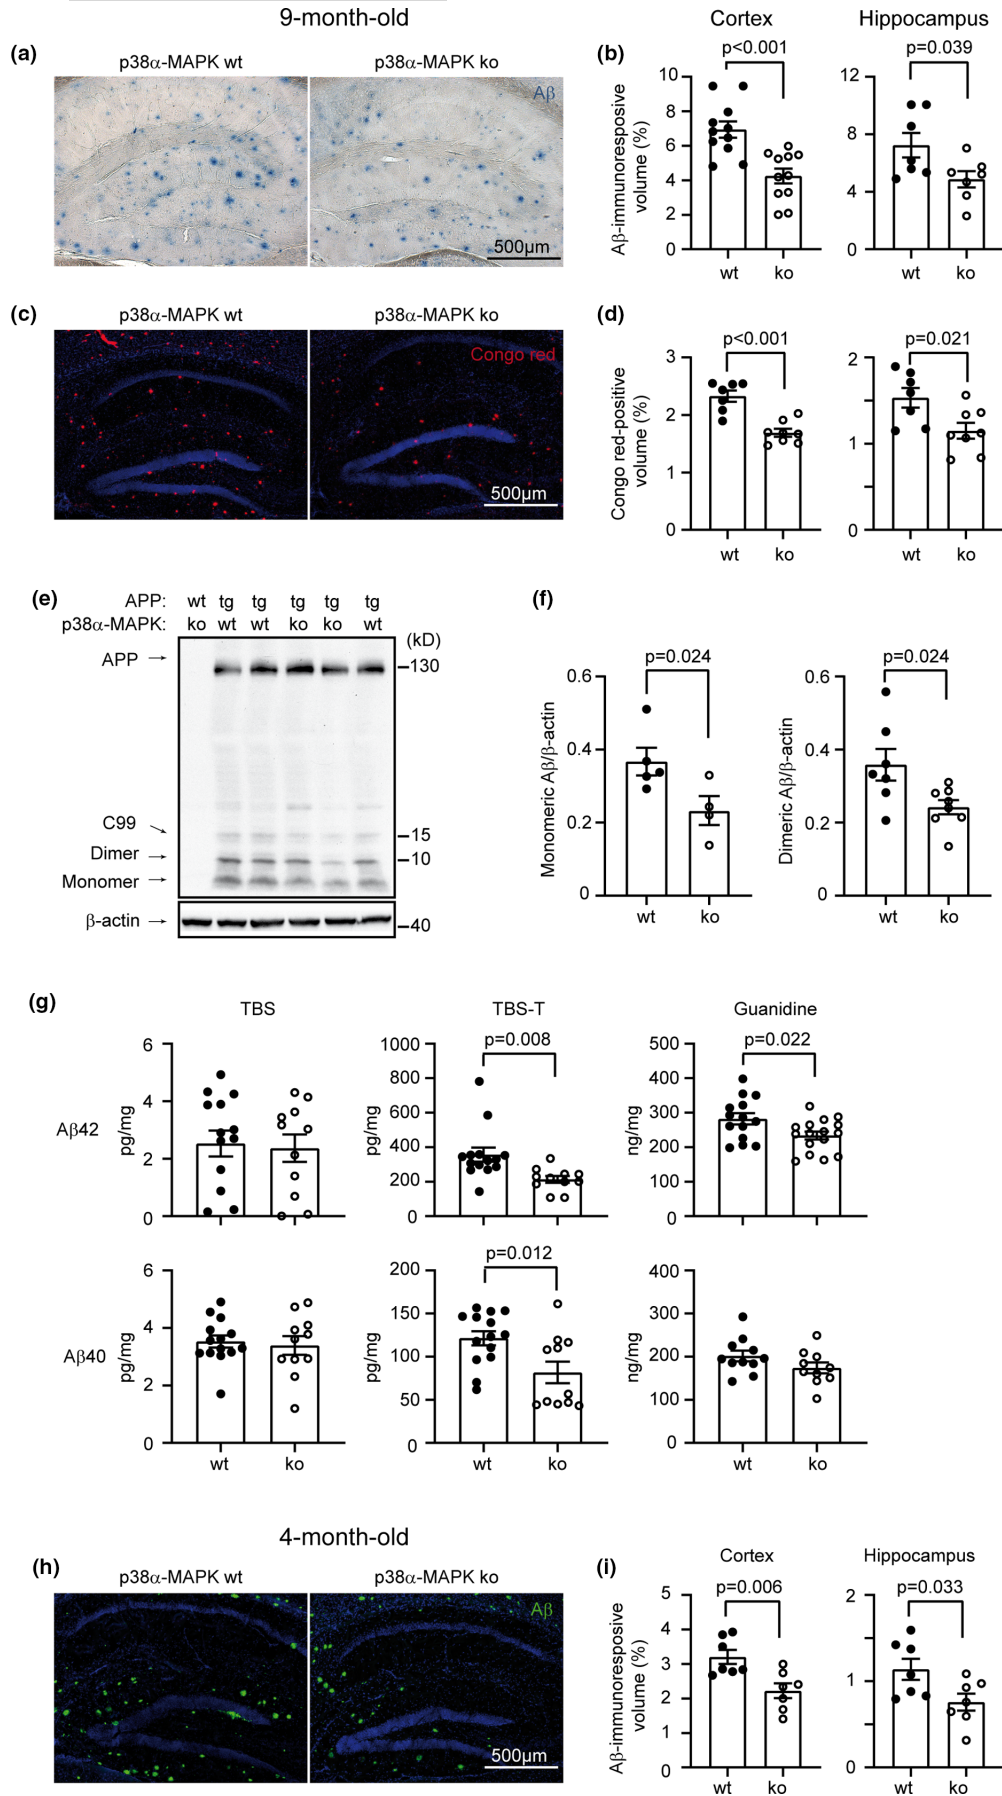 9-month-old
Cortex
Hippocampus
(a)
p38α-MAPK wt
p38α-MAPK ko
Aβ
500µm
(b)
p<0.001
p=0.039
Aβ-immunoresposive
volume (%)
10
8
6
4
2
0
wt
ko
12
8
4
0
wt
ko
(c)
p38α-MAPK wt
p38α-MAPK ko
Congo red
500µm
(d)
p<0.001
p=0.021
Congo red-positive
volume (%)
3
2
1
0
wt
ko
2
1
0
wt
ko
(e)
APP: wt tg tg tg tg tg
p38α-MAPK: ko wt wt ko ko wt
(kD)
APP
130
C99
15
Dimer
10
Monomer
β-actin
40
(f)
p=0.024
Monomeric Aβ/β-actin
0.6
0.4
0.2
0
wt
ko
p=0.024
Dimeric Aβ/β-actin
0.6
0.4
0.2
0
wt
ko
(g)
TBS
TBS-T
Guanidine
Aβ42
pg/mg
6
4
2
0
p=0.008
pg/mg
1000
800
600
400
200
0
p=0.022
ng/mg
500
400
300
200
100
0
Aβ40
pg/mg
6
4
2
0
wt
ko
p=0.012
pg/mg
200
150
100
50
0
wt
ko
ng/mg
400
300
200
100
0
wt
ko
4-month-old
(h)
p38α-MAPK wt
p38α-MAPK ko
Aβ
500µm
(i)
Cortex
Hippocampus
p=0.006
p=0.033
Aβ-immunoresposive
volume (%)
5
4
3
2
1
0
wt
ko
2
1
0
wt
ko